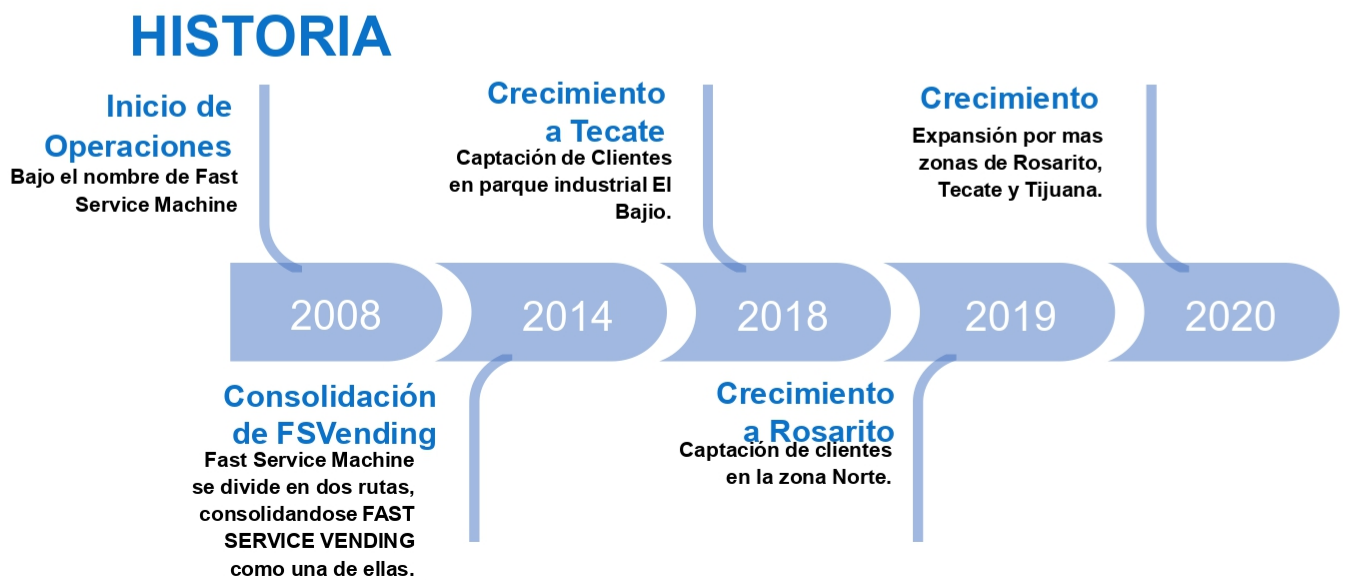 HISTORIA
Inicio de
Operaciones
Bajo el nombre de Fast
Service Machine
Crecimiento
a Tecate
Captación de Clientes
en parque industrial El
Bajio.
Crecimiento
Expansión por mas
zonas de Rosarito,
Tecate y Tijuana.
2008
2014
2018
2019
2020
Consolidación
de FSVending
Fast Service Machine
se divide en dos rutas,
consolidandose FAST
SERVICE VENDING
como una de ellas.
Crecimiento
a Rosarito
Captación de clientes
en la zona Norte.